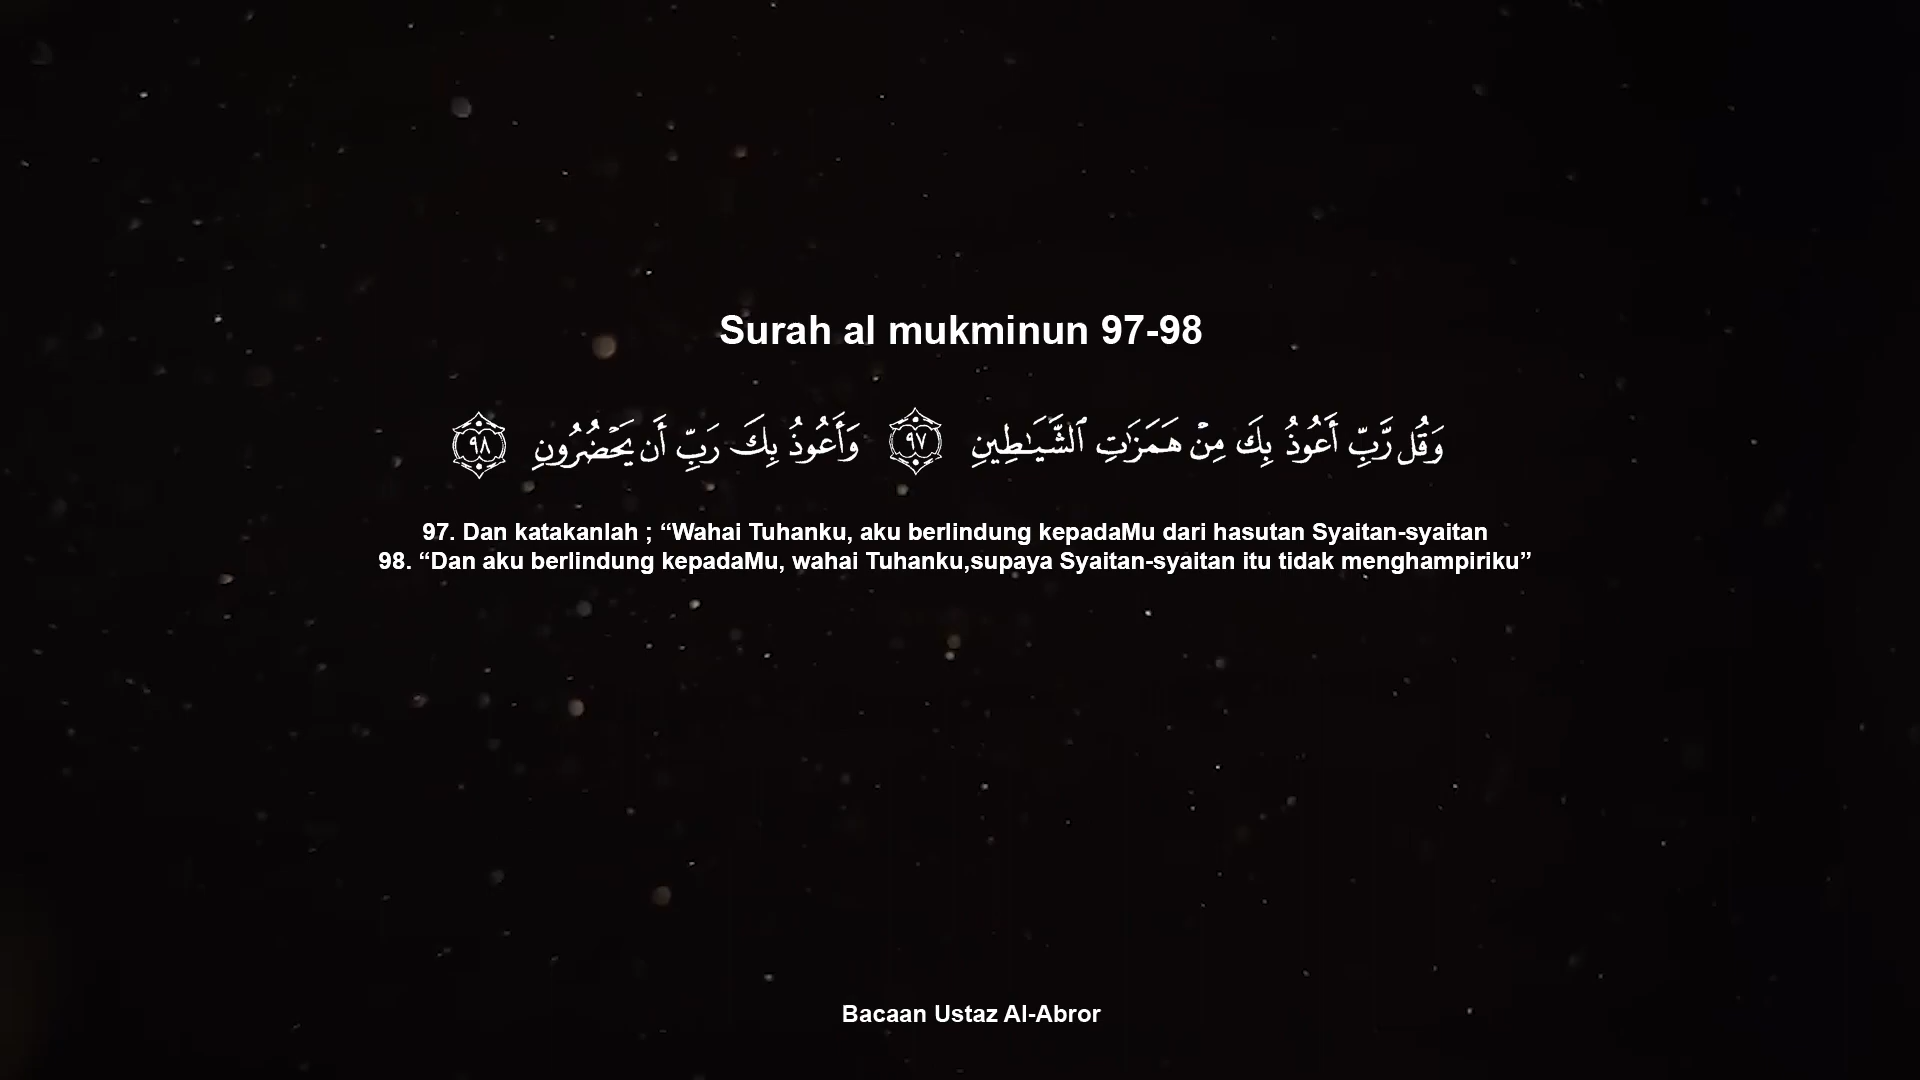 Surah al mukminun 97-98
وَقُل رَّبِّ أَعُوذُ بِكَ مِنْ هَمَزَٰتِ ٱلشَّيَـٰطِينِ ٩٧ وَأَعُوذُ بِكَ رَبِّ أَن يَحْضُرُونِ ٩٨
97. Dan katakanlah ; “Wahai Tuhanku, aku berlindung kepadaMu dari hasutan Syaitan-syaitan
98. “Dan aku berlindung kepadaMu, wahai Tuhanku,supaya Syaitan-syaitan itu tidak menghampiriku”
Bacaan Ustaz Al-Abror